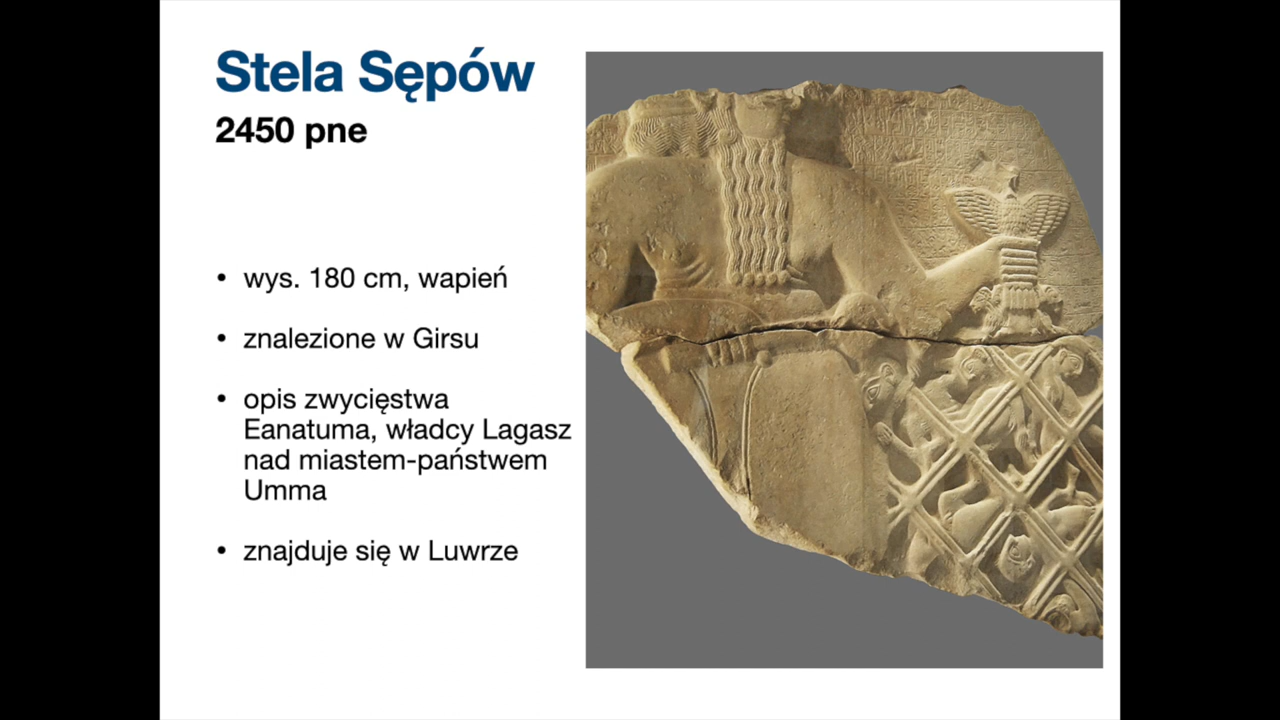 Stela Sępów
2450 pne
• wys. 180 cm, wapień
• znalezione w Girsu
• opis zwycięstwa
Eanatuma, władcy Lagasz
nad miastem-państwem
Umma
• znajduje się w Luwrze